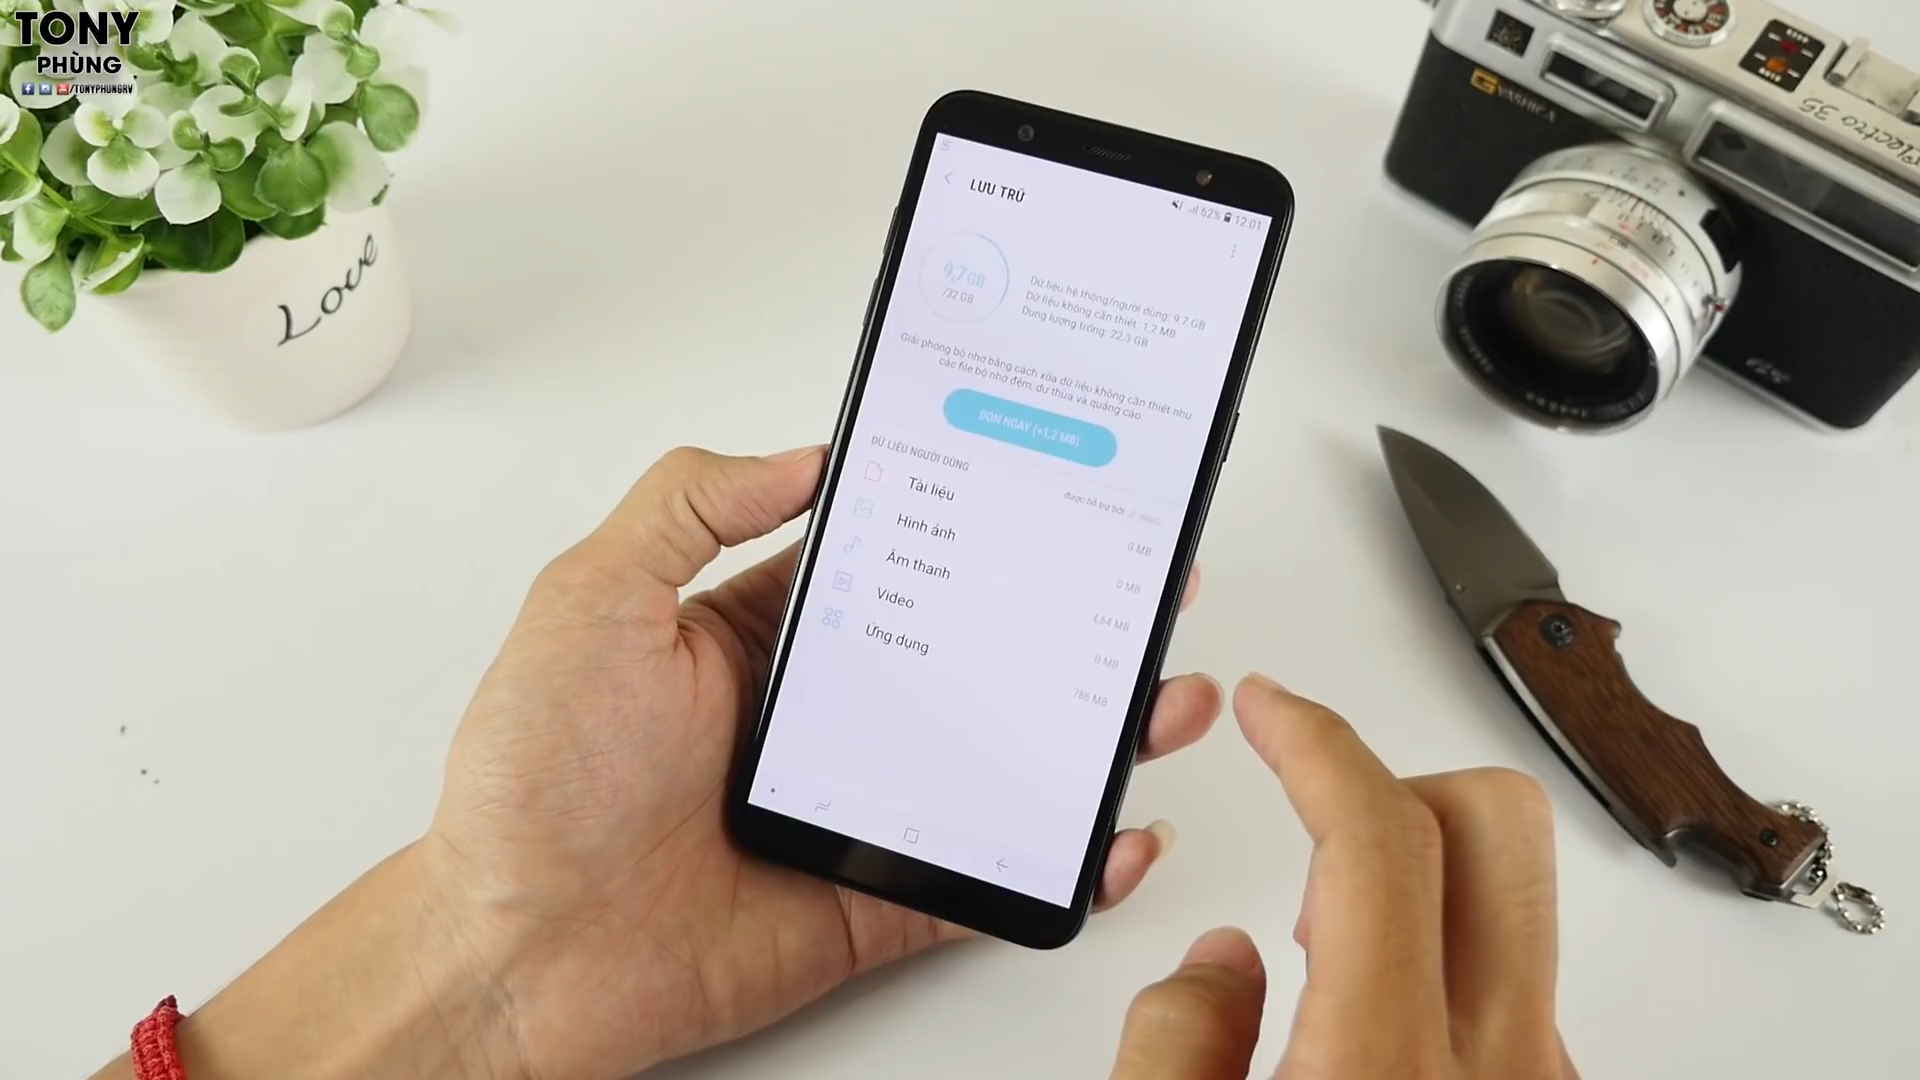 TONY
PHÙNG
/TONYPHUNGRV
Love
LƯU TRỮ
62% 12:01
9,7 GB
/32 GB
Dữ liệu hệ thống/người dùng: 9,7 GB
Dữ liệu không cần thiết: 1,2 MB
Dung lượng trống: 22,3 GB
Giải phóng bộ nhớ bằng cách xóa dữ liệu không cần thiết như
các file bộ nhớ đệm, dư thừa và quảng cáo.
DỌN NGAY (+1,2 MB)
DỮ LIỆU NGƯỜI DÙNG
được hỗ trợ bởi
Tài liệu
0 MB
Hình ảnh
0 MB
Âm thanh
4,64 MB
Video
0 MB
Ứng dụng
786 MB
YASHICA
Electro 35
G